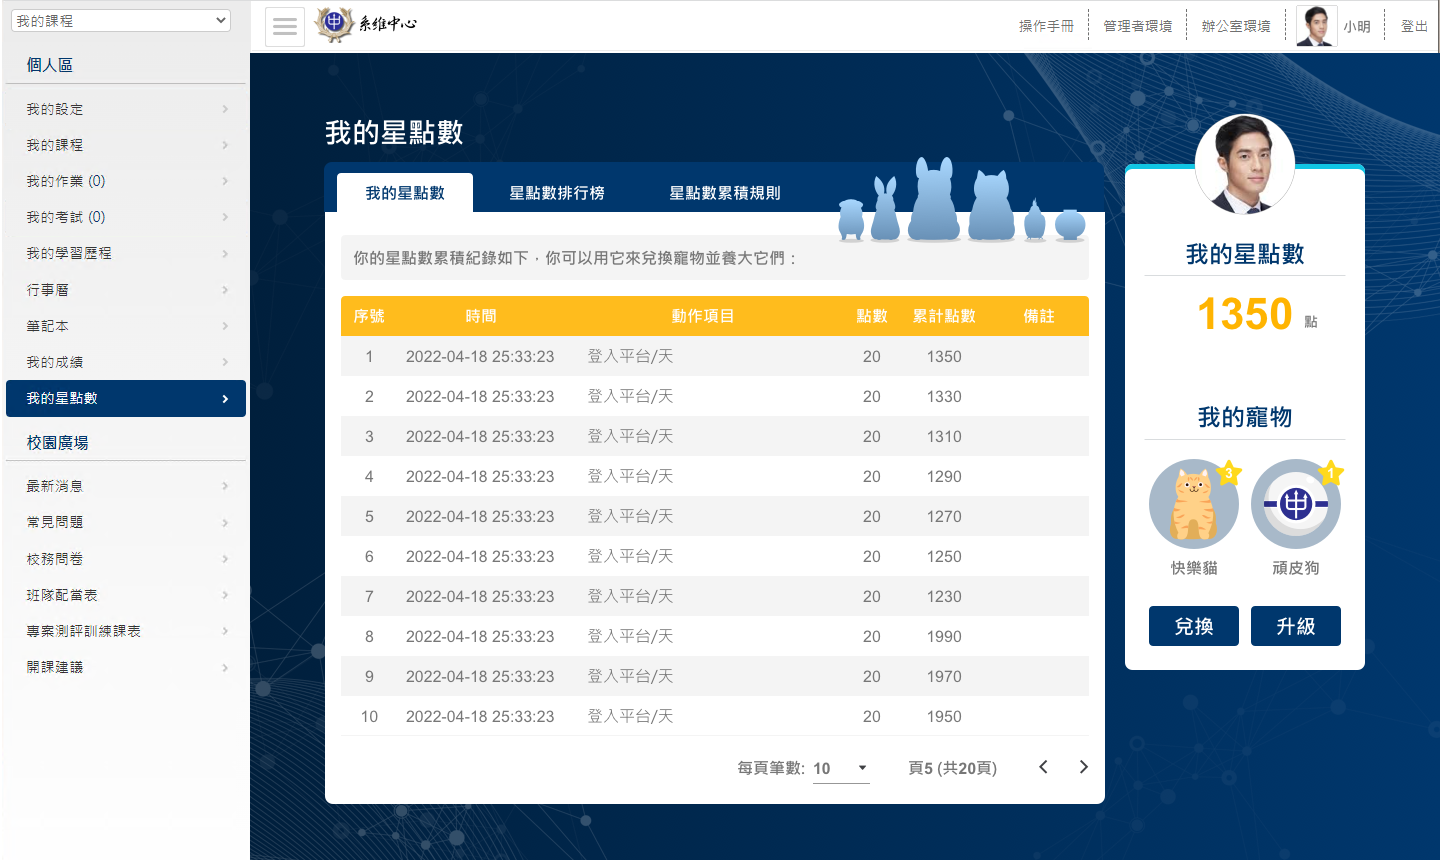 我的課程
系維中心
操作手冊
管理者環境
辦公室環境
小明
登出
個人區
我的設定
我的課程
我的作業 (0)
我的考試 (0)
我的學習歷程
行事曆
筆記本
我的成績
我的星點數
校園廣場
最新消息
常見問題
校務問卷
班隊配當表
專案測評訓練課表
開課建議
我的星點數
我的星點數 星點數排行榜 星點數累積規則
你的星點數累積紀錄如下，你可以用它來兌換寵物並養大它們：
序號 時間 動作項目 點數 累計點數 備註
1 2022-04-18 25:33:23 登入平台/天 20 1350
2 2022-04-18 25:33:23 登入平台/天 20 1330
3 2022-04-18 25:33:23 登入平台/天 20 1310
4 2022-04-18 25:33:23 登入平台/天 20 1290
5 2022-04-18 25:33:23 登入平台/天 20 1270
6 2022-04-18 25:33:23 登入平台/天 20 1250
7 2022-04-18 25:33:23 登入平台/天 20 1230
8 2022-04-18 25:33:23 登入平台/天 20 1990
9 2022-04-18 25:33:23 登入平台/天 20 1970
10 2022-04-18 25:33:23 登入平台/天 20 1950
每頁筆數: 10 頁5 (共20頁)
我的星點數
1350 點
我的寵物
3 1
中
快樂貓 頑皮狗
兌換 升級